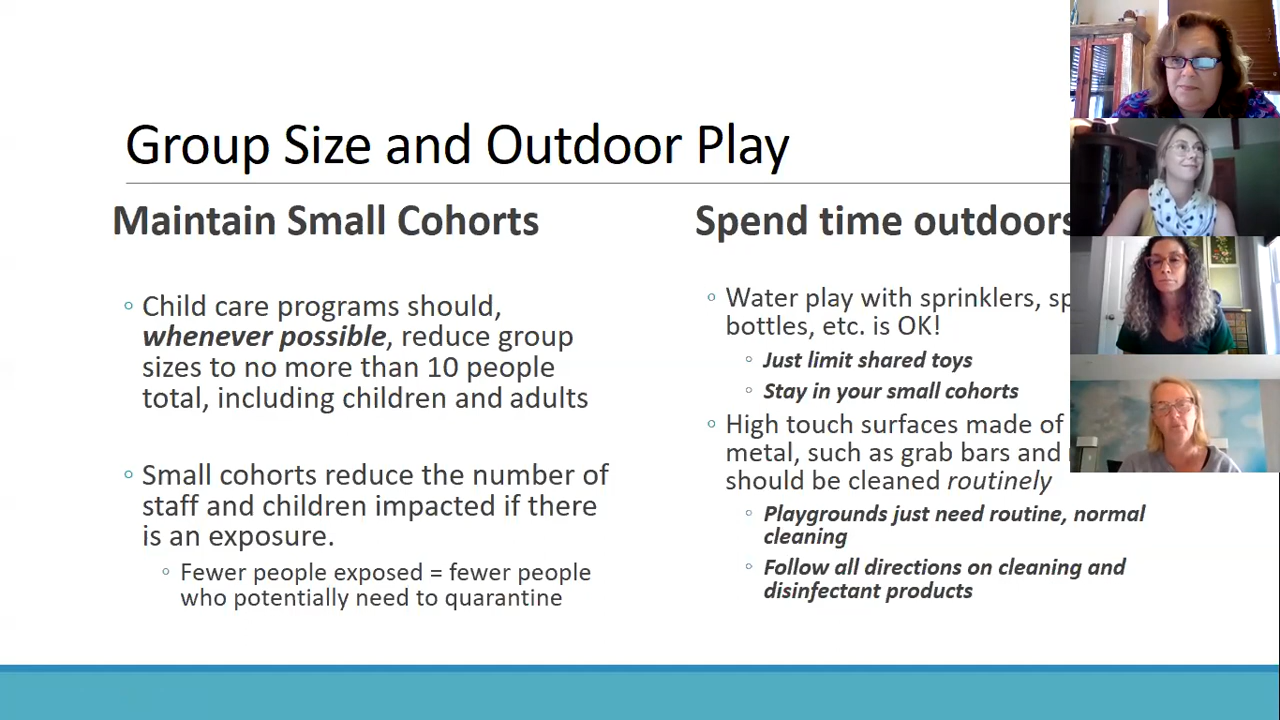 Group Size and Outdoor Play
Maintain Small Cohorts
◦ Child care programs should,
whenever possible, reduce group
sizes to no more than 10 people
total, including children and adults
◦ Small cohorts reduce the number of
staff and children impacted if there
is an exposure.
◦ Fewer people exposed = fewer people
who potentially need to quarantine
Spend time outdoors
◦ Water play with sprinklers,
bottles, etc. is OK!
◦ Just limit shared toys
◦ Stay in your small cohorts
◦ High touch surfaces made of
metal, such as grab bars and
should be cleaned routinely
◦ Playgrounds just need routine, normal
cleaning
◦ Follow all directions on cleaning and
disinfectant products